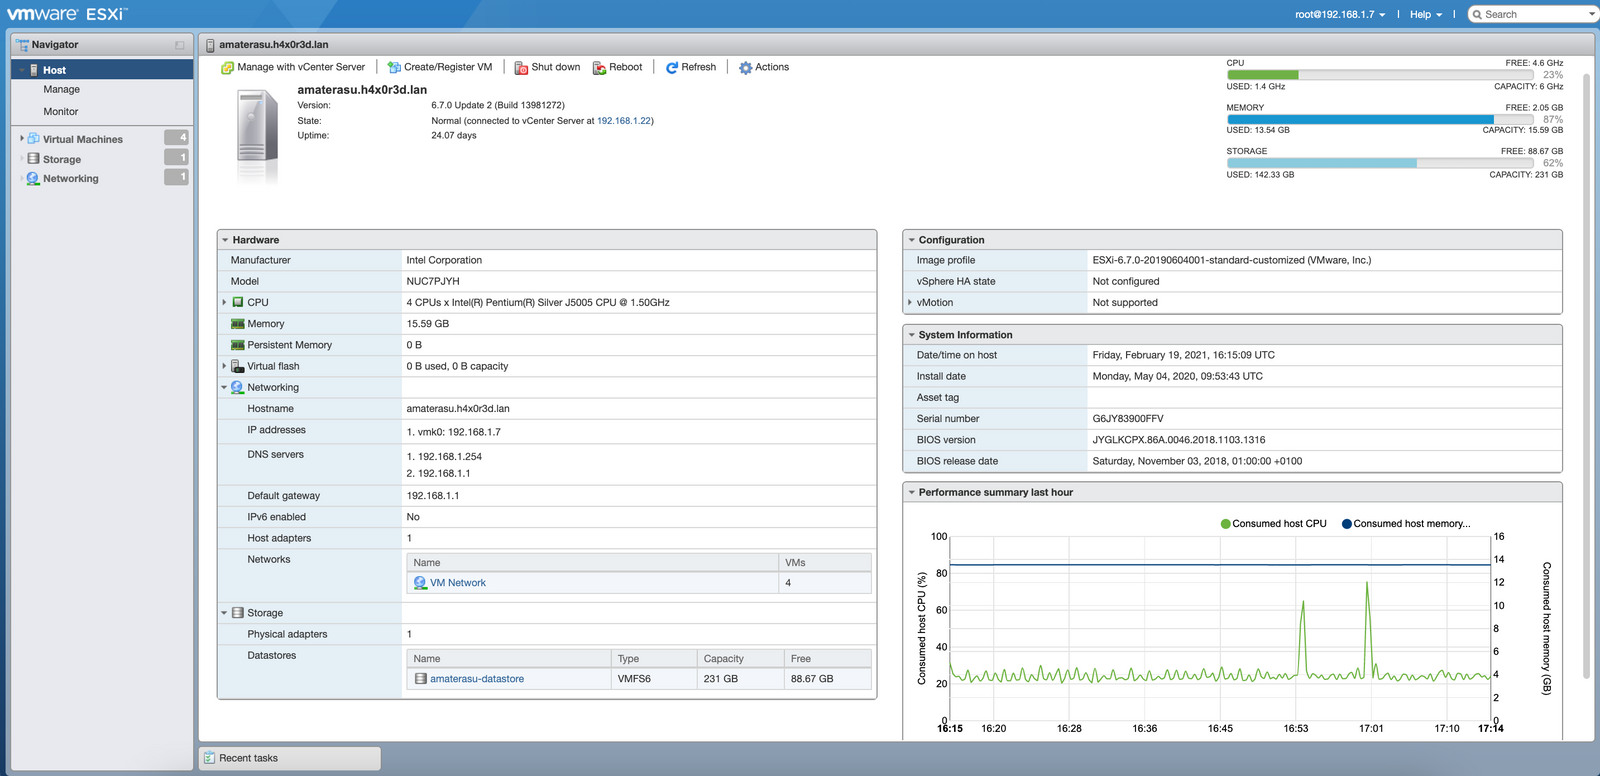 vmware ESXi™
root@192.168.1.7 | Help | Search
Navigator
Host
Manage
Monitor
Virtual Machines 4
Storage 1
Networking 1
amaterasu.h4x0r3d.lan
Manage with vCenter Server | Create/Register VM | Shut down Reboot | Refresh | Actions
amaterasu.h4x0r3d.lan
Version: 6.7.0 Update 2 (Build 13981272)
State: Normal (connected to vCenter Server at 192.168.1.22)
Uptime: 24.07 days
CPU FREE: 4.6 GHz
23%
USED: 1.4 GHz CAPACITY: 6 GHz
MEMORY FREE: 2.05 GB
87%
USED: 13.54 GB CAPACITY: 15.59 GB
STORAGE FREE: 88.67 GB
62%
USED: 142.33 GB CAPACITY: 231 GB
Hardware
Manufacturer Intel Corporation
Model NUC7PJYH
CPU 4 CPUs x Intel(R) Pentium(R) Silver J5005 CPU @ 1.50GHz
Memory 15.59 GB
Persistent Memory 0 B
Virtual flash 0 B used, 0 B capacity
Networking
Hostname amaterasu.h4x0r3d.lan
IP addresses 1. vmk0: 192.168.1.7
DNS servers 1. 192.168.1.254
2. 192.168.1.1
Default gateway 192.168.1.1
IPv6 enabled No
Host adapters 1
Networks Name VMs
VM Network 4
Storage
Physical adapters 1
Datastores Name Type Capacity Free
amaterasu-datastore VMFS6 231 GB 88.67 GB
Configuration
Image profile ESXi-6.7.0-20190604001-standard-customized (VMware, Inc.)
vSphere HA state Not configured
vMotion Not supported
System Information
Date/time on host Friday, February 19, 2021, 16:15:09 UTC
Install date Monday, May 04, 2020, 09:53:43 UTC
Asset tag
Serial number G6JY83900FFV
BIOS version JYGLKCPX.86A.0046.2018.1103.1316
BIOS release date Saturday, November 03, 2018, 01:00:00 +0100
Performance summary last hour
Consumed host CPU Consumed host memory...
Consumed host CPU (%)
100
80
60
40
20
0
16
14
12
10
8
6
4
2
0
Consumed host memory (GB)
16:15 16:20 16:28 16:36 16:45 16:53 17:01 17:10 17:14
Recent tasks